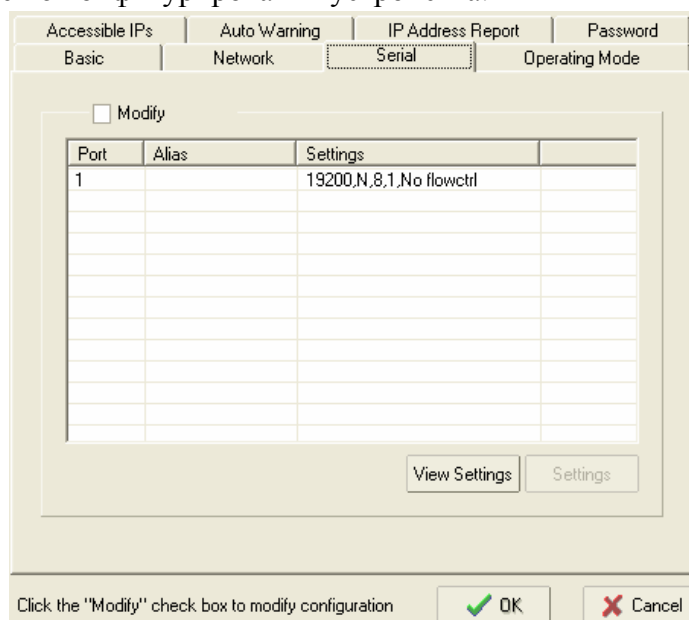 Accessible IPs Auto Warning IP Address Report Password
Basic Network Serial Operating Mode
Modify
Port Alias Settings
1 19200,N,8,1,No flowctrl
View Settings Settings
Click the "Modify" check box to modify configuration OK Cancel